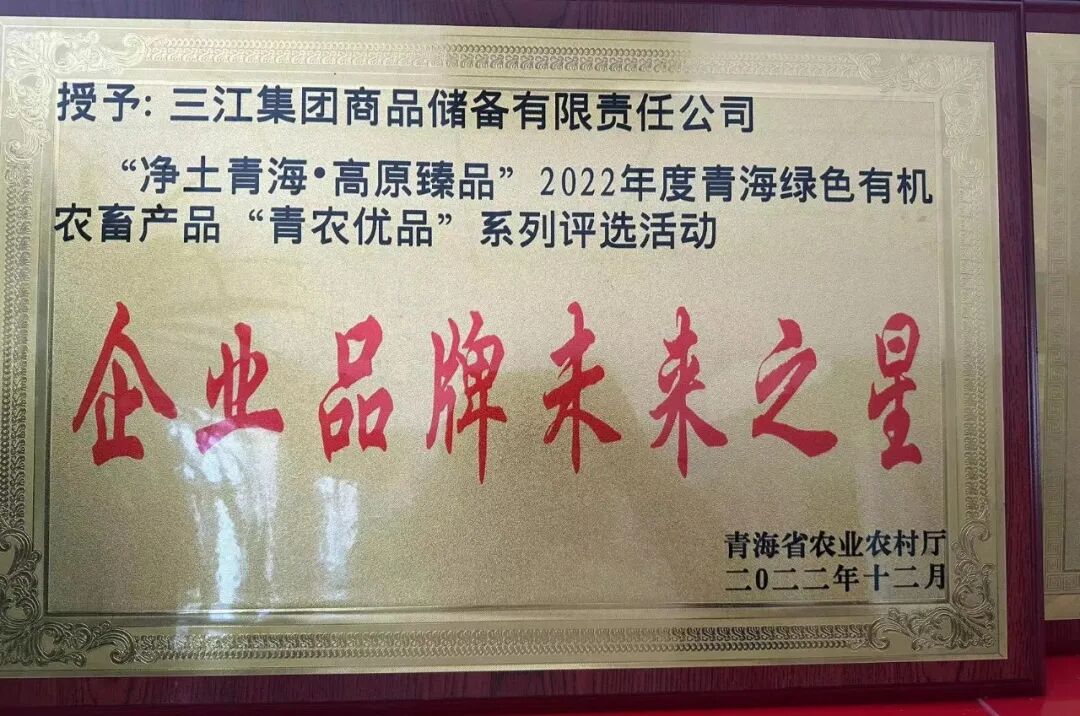 授予: 三江集团商品储备有限责任公司
“净土青海•高原臻品” 2022年度青海绿色有机
农畜产品“青农优品”系列评选活动
企业品牌未来之星
青海省农业农村厅
二〇二二年十二月